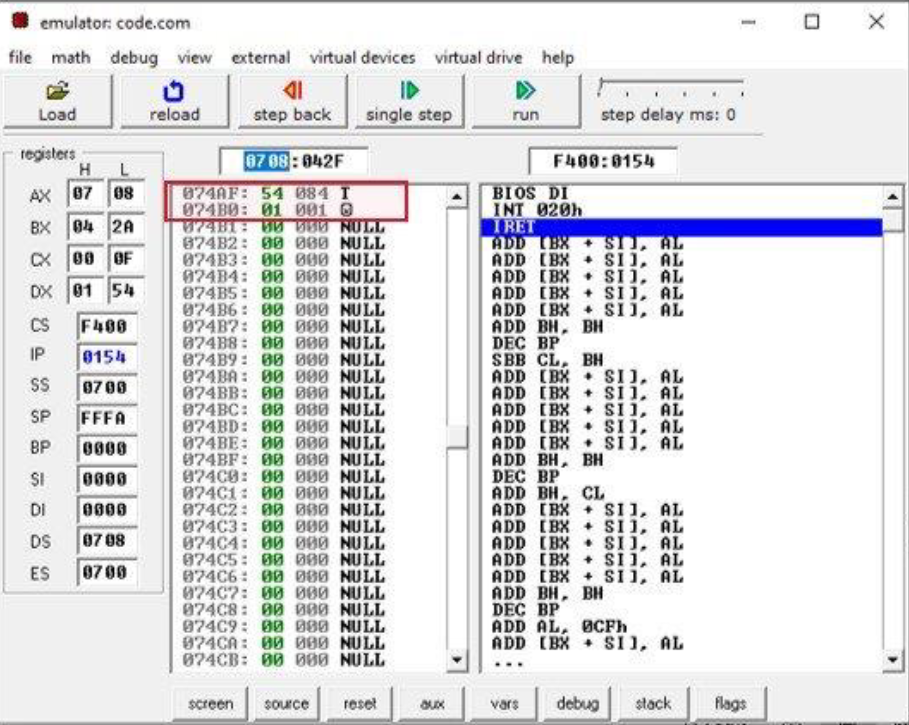 emulator: code.com
file math debug view external virtual devices virtual drive help
Load reload step back single step run step delay ms: 0
registers
H L
AX 07 08
BX 04 2A
CX 00 0F
DX 01 54
CS F400
IP 0154
SS 0700
SP FFFA
BP 0000
SI 0000
DI 0000
DS 0708
ES 0700
0708:042F
074AF: 54 084 T
074B0: 01 001 ☺
074B1: 00 000 NULL
074B2: 00 000 NULL
074B3: 00 000 NULL
074B4: 00 000 NULL
074B5: 00 000 NULL
074B6: 00 000 NULL
074B7: 00 000 NULL
074B8: 00 000 NULL
074B9: 00 000 NULL
074BA: 00 000 NULL
074BB: 00 000 NULL
074BC: 00 000 NULL
074BD: 00 000 NULL
074BE: 00 000 NULL
074BF: 00 000 NULL
074C0: 00 000 NULL
074C1: 00 000 NULL
074C2: 00 000 NULL
074C3: 00 000 NULL
074C4: 00 000 NULL
074C5: 00 000 NULL
074C6: 00 000 NULL
074C7: 00 000 NULL
074C8: 00 000 NULL
074C9: 00 000 NULL
074CA: 00 000 NULL
074CB: 00 000 NULL
F400:0154
BIOS DI
INT 020h
IRET
ADD [BX + SI], AL
ADD [BX + SI], AL
ADD [BX + SI], AL
ADD [BX + SI], AL
ADD [BX + SI], AL
ADD BH, BH
DEC BP
SBB CL, BH
ADD [BX + SI], AL
ADD [BX + SI], AL
ADD [BX + SI], AL
ADD [BX + SI], AL
ADD [BX + SI], AL
ADD BH, BH
DEC BP
ADD BH, CL
ADD [BX + SI], AL
ADD [BX + SI], AL
ADD [BX + SI], AL
ADD [BX + SI], AL
ADD [BX + SI], AL
ADD BH, BH
DEC BP
ADD AL, 0CFh
ADD [BX + SI], AL
...
screen source reset aux vars debug stack flags